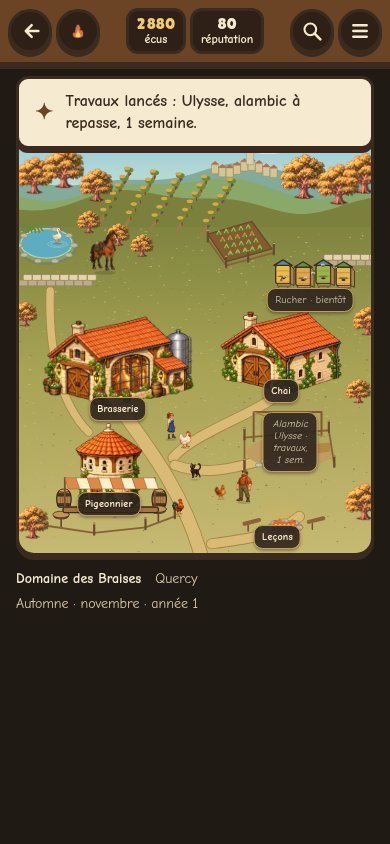 2880
écus
80
réputation
Travaux lancés : Ulysse, alambic à
repasse, 1 semaine.
Rucher · bientôt
Chai
Brasserie
Alambic
Ulysse ·
travaux,
1 sem.
Pigeonnier
Leçons
Domaine des Braises Quercy
Automne · novembre · année 1